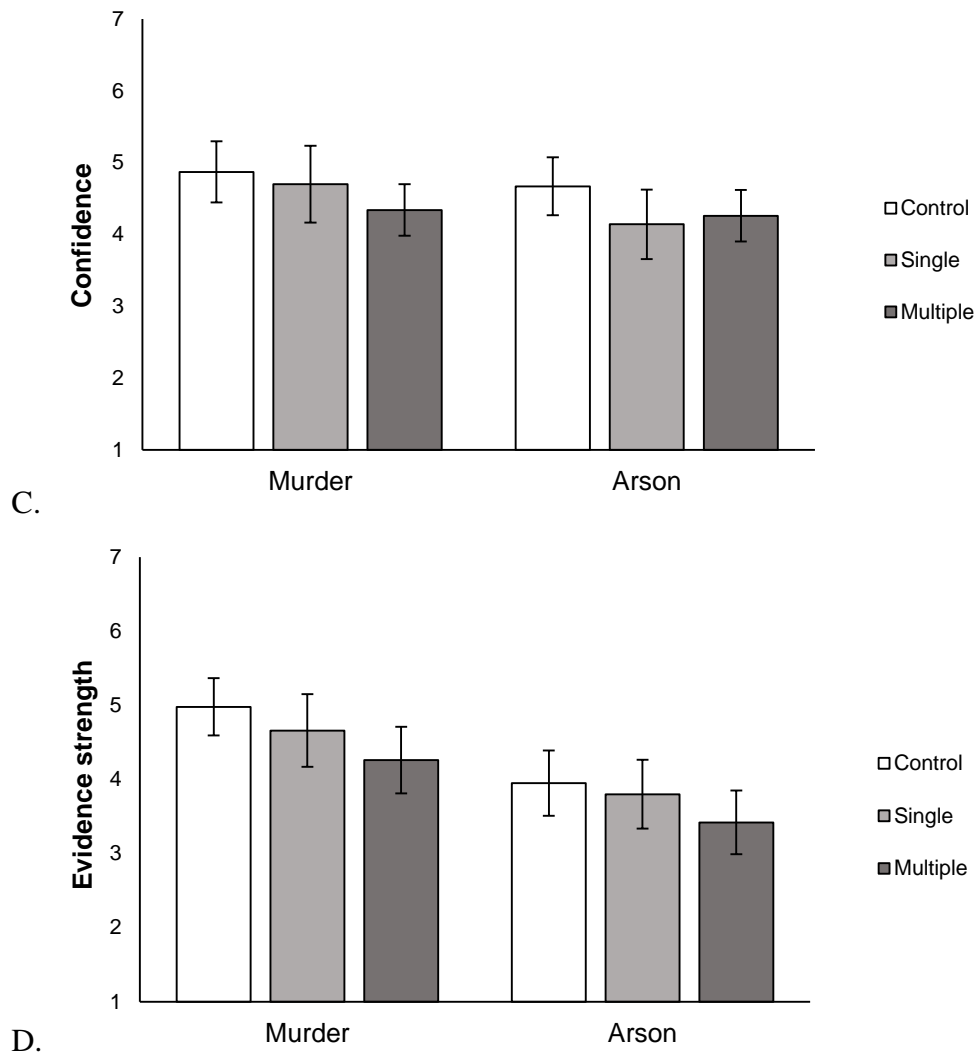 7
6
5
4
3
2
1
Confidence
Murder
Arson
Control
Single
Multiple
C.
7
6
5
4
3
2
1
Evidence strength
Murder
Arson
Control
Single
Multiple
D.